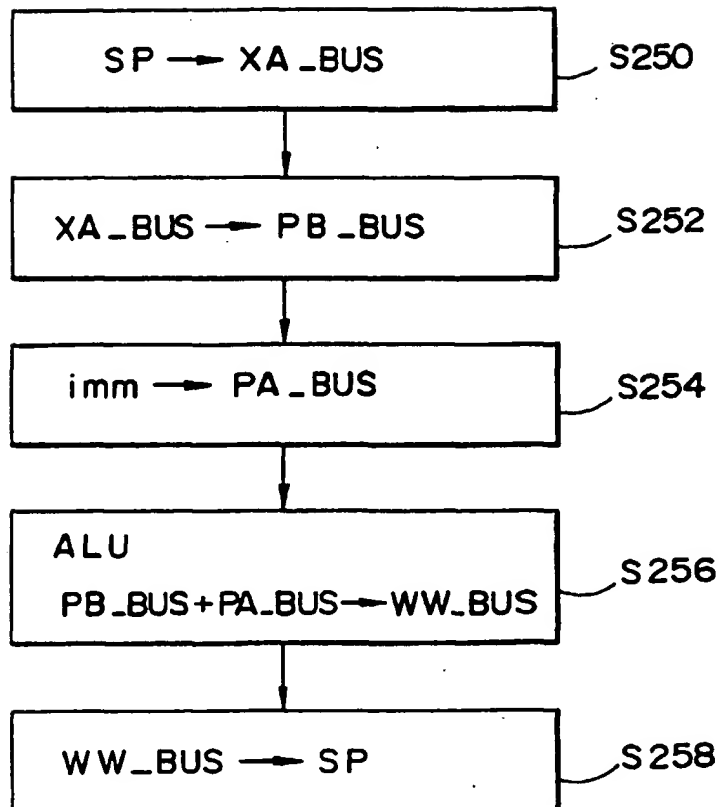 SP → XA_BUS
S250
XA_BUS → PB_BUS
S252
imm → PA_BUS
S254
ALU
PB_BUS+PA_BUS→WW_BUS
S256
WW_BUS → SP
S258